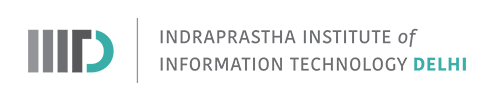 INDRAPRASTHA INSTITUTE of
INFORMATION TECHNOLOGY DELHI